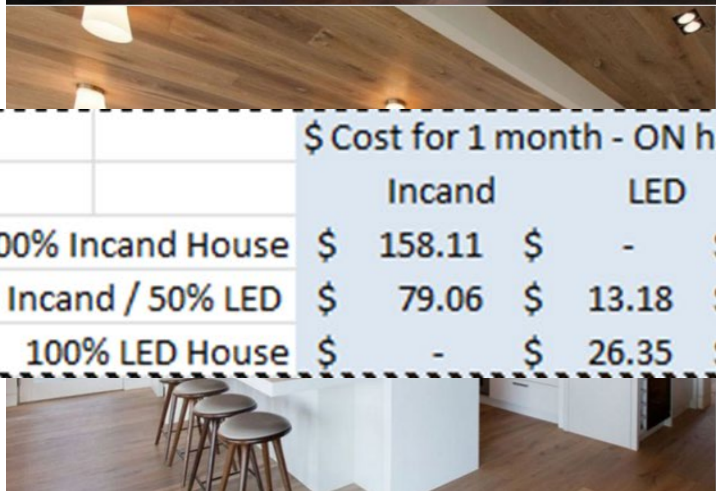 $ Cost for 1 month - ON h
Incand LED
00% Incand House $ 158.11 $ -
Incand / 50% LED $ 79.06 $ 13.18
100% LED House $ - $ 26.35